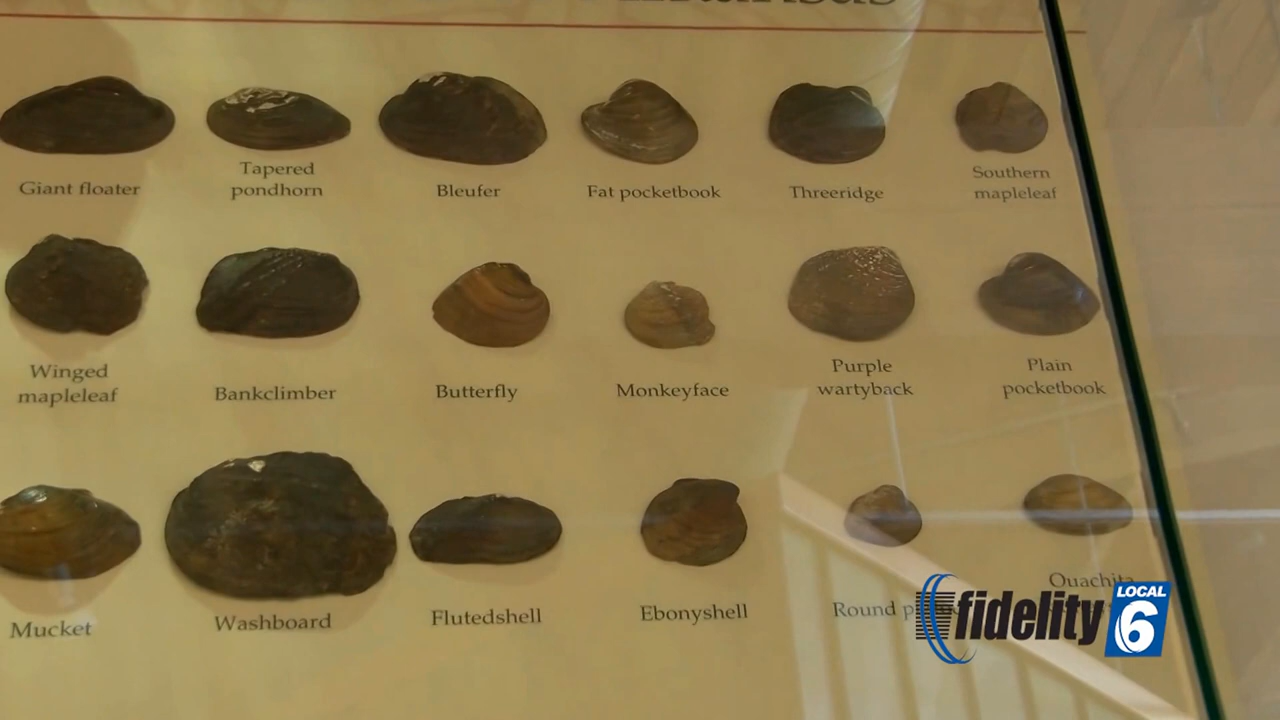 Giant floater
Tapered
pondhorn
Bleufer
Fat pocketbook
Threeridge
Southern
mapleleaf
Winged
mapleleaf
Bankclimber
Butterfly
Monkeyface
Purple
wartyback
Plain
pocketbook
Mucket
Washboard
Flutedshell
Ebonyshell
Round
Ouachita
fidelity
LOCAL
6